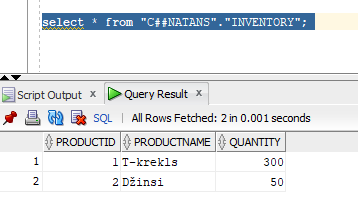 select * from "C##NATANS"."INVENTORY";
Script Output x Query Result x
SQL | All Rows Fetched: 2 in 0.001 seconds
PRODUCTID PRODUCTNAME QUANTITY
1 1 T-krekls 300
2 2 Džinsi 50